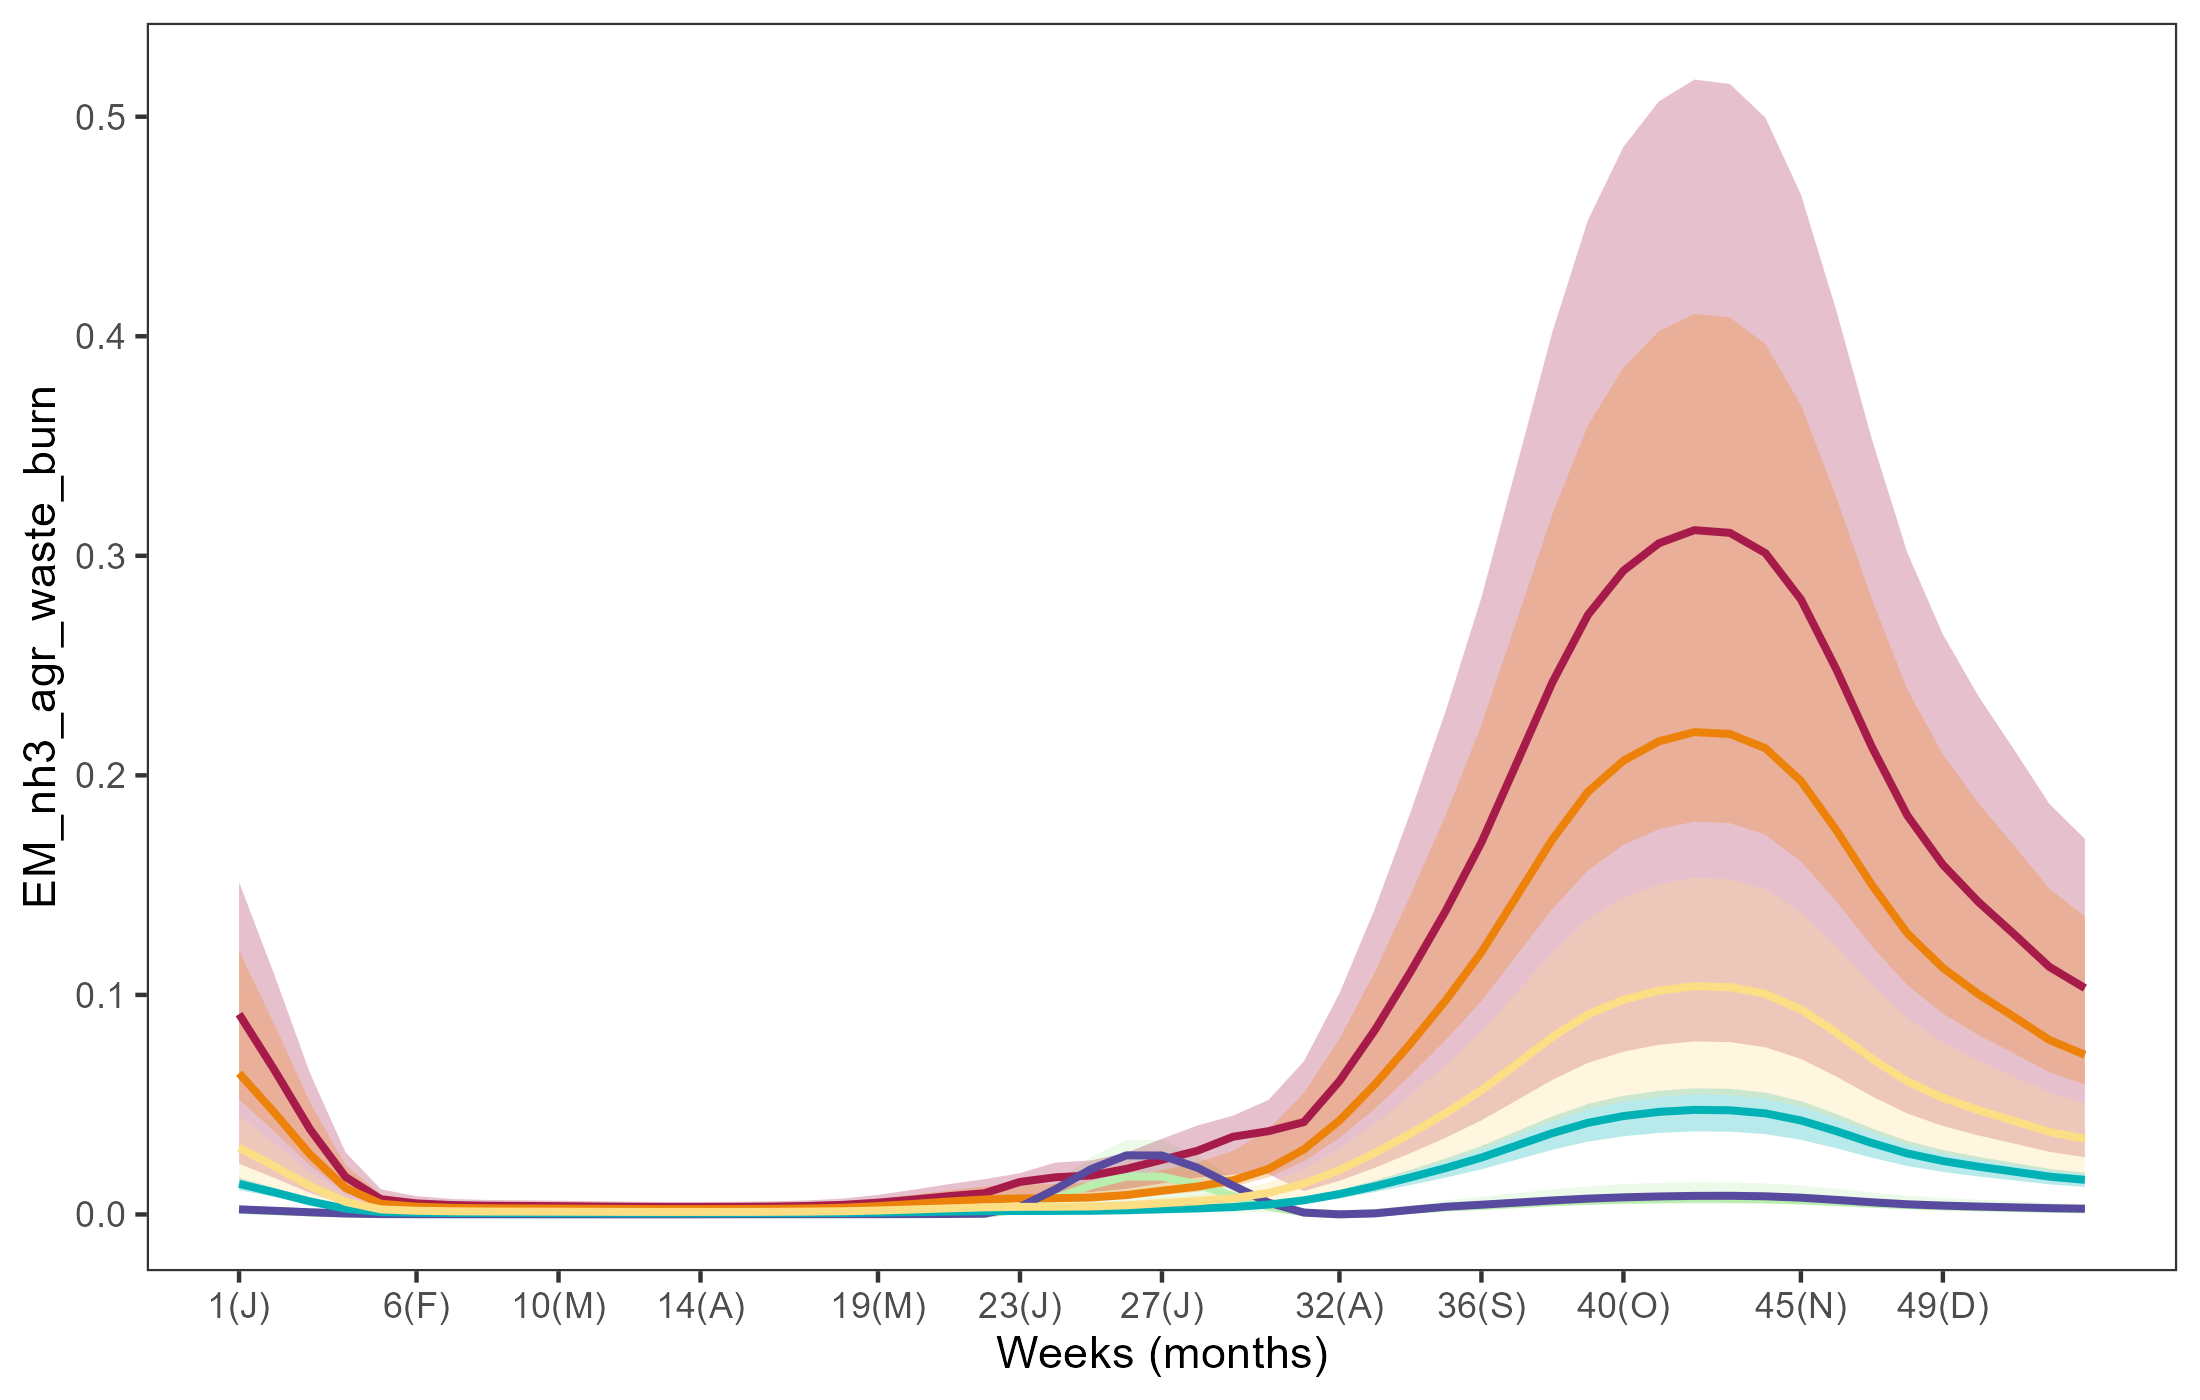 EM_nh3_agr_waste_burn
0.5
0.4
0.3
0.2
0.1
0.0
1(J) 6(F) 10(M) 14(A) 19(M) 23(J) 27(J) 32(A) 36(S) 40(O) 45(N) 49(D)
Weeks (months)